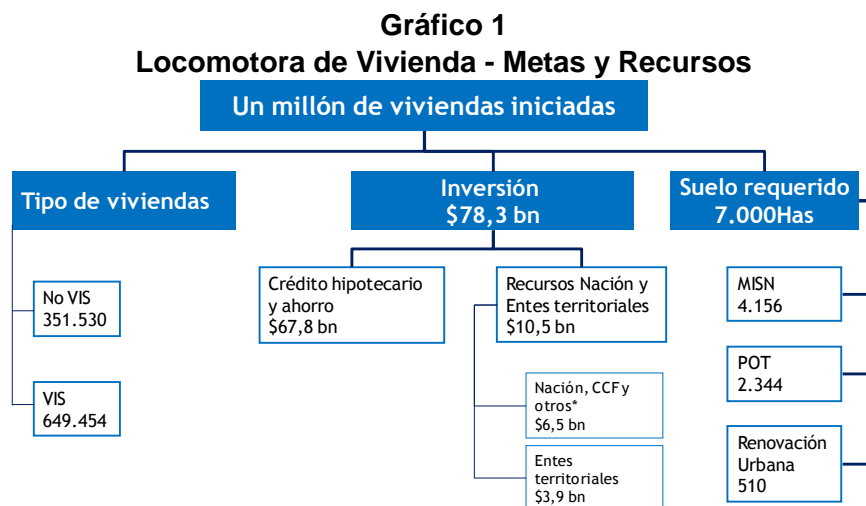 Gráfico 1
Locomotora de Vivienda - Metas y Recursos
Un millón de viviendas iniciadas
Tipo de viviendas
No VIS
351.530
VIS
649.454
Inversión
$78,3 bn
Crédito hipotecario
y ahorro
$67,8 bn
Recursos Nación y
Entes territoriales
$10,5 bn
Nación, CCF y
otros*
$6,5 bn
Entes
territoriales
$3,9 bn
Suelo requerido
7.000Has
MISN
4.156
POT
2.344
Renovación
Urbana
510